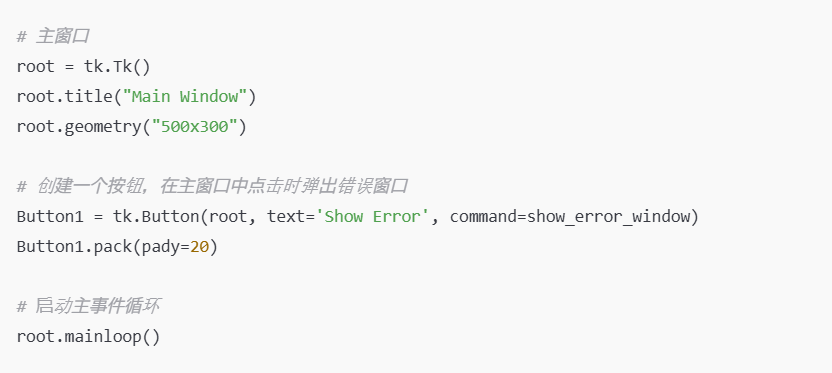 # 主窗口
root = tk.Tk()
root.title("Main Window")
root.geometry("500x300")
# 创建一个按钮，在主窗口中点击时弹出错误窗口
Button1 = tk.Button(root, text='Show Error', command=show_error_window)
Button1.pack(pady=20)
# 启动主事件循环
root.mainloop()